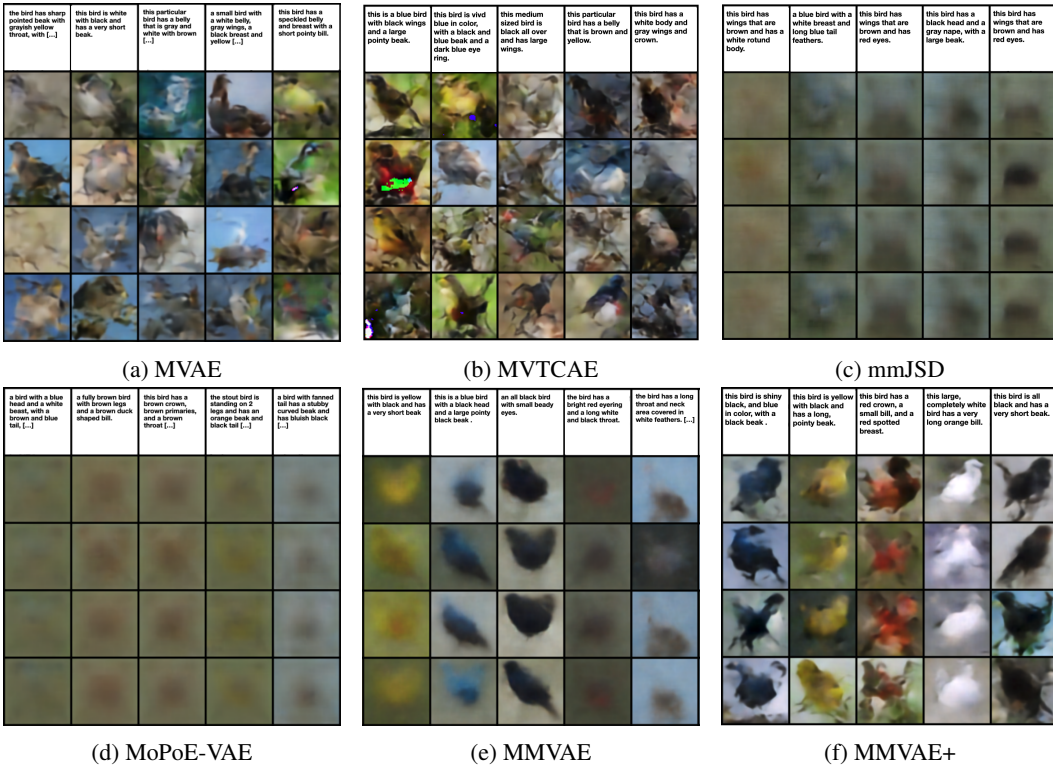 the bird has sharp
pointed beak with
grayish yellow
throat, with [...]
this bird is white
with black and
has a very short
beak.
this particular
bird has a belly
that is gray and
white with brown
[...]
a small bird with
a white belly,
gray wings, a
black breast and
yellow [...]
this bird has a
speckled belly
and breast with a
short pointy bill.
this is a blue bird
with black wings
and a large
pointy beak.
this bird is vivd
blue in color,
with a black and
blue beak and a
dark blue eye
ring.
this medium
sized bird is
black all over
and has large
wings.
this particular
bird has a belly
that is brown and
yellow.
this bird has a
white body and
gray wings and
crown.
this bird has
wings that are
brown and has a
white rotund
body.
a blue bird with a
white breast and
long blue tail
feathers.
this bird has
wings that are
brown and has
red eyes.
this bird has a
black head and a
gray nape, with a
large beak.
this bird has
wings that are
brown and has
red eyes.
(a) MVAE
(b) MVTCAE
(c) mmJSD
a bird with a blue
head and a white
beast, with a
brown and blue
tail, [...]
a fully brown bird
with brown legs
and a brown duck
shaped bill.
this bird has a
brown crown,
brown primaries,
and a brown
throat [...]
the stout bird is
standing on 2
legs and has an
orange beak and
black tail [...]
a bird with fanned
tail has a stubby
curved beak and
has bluish black
[...]
this bird is yellow
with black and has
a very short beak
this is a blue bird
with a black head
and a large pointy
black beak .
an all black bird
with small beady
eyes.
the bird has a
bright red eyering
and a long white
and black throat.
the bird has a long
throat and neck
area covered in
white feathers. [...]
this bird is shiny
black, and blue
in color, with a
black beak .
this bird is yellow
with black and
has a long,
pointy beak.
this bird has a
red crown, a
small bill, and a
red spotted
breast.
this large,
completely white
bird has a very
long orange bill.
this bird is all
black and has a
very short beak.
(d) MoPoE-VAE
(e) MMVAE
(f) MMVAE+